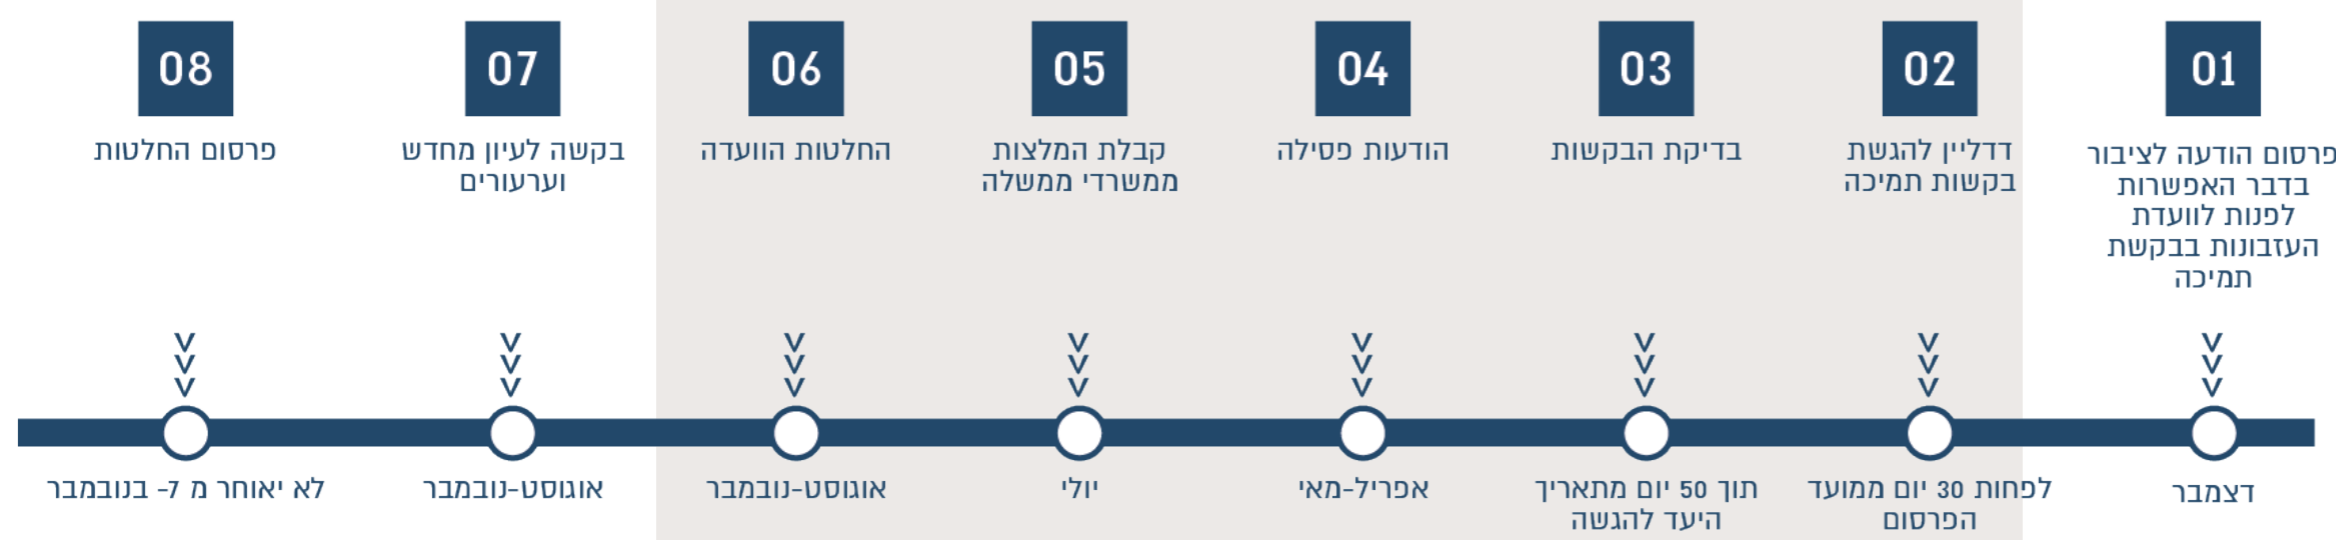 01
פרסום הודעה לציבור
בדבר האפשרות
לפנות לוועדת
העזבונות בבקשת
תמיכה
דצמבר
02
דדליין להגשת
בקשות תמיכה
לפחות 30 יום ממועד
הפרסום
03
בדיקת הבקשות
תוך 50 יום מתאריך
היעד להגשה
04
הודעות פסילה
אפריל-מאי
05
קבלת המלצות
ממשרדי ממשלה
יולי
06
החלטות הוועדה
אוגוסט-נובמבר
07
בקשה לעיון מחדש
וערעורים
אוגוסט-נובמבר
08
פרסום החלטות
לא יאוחר מ 7- בנובמבר